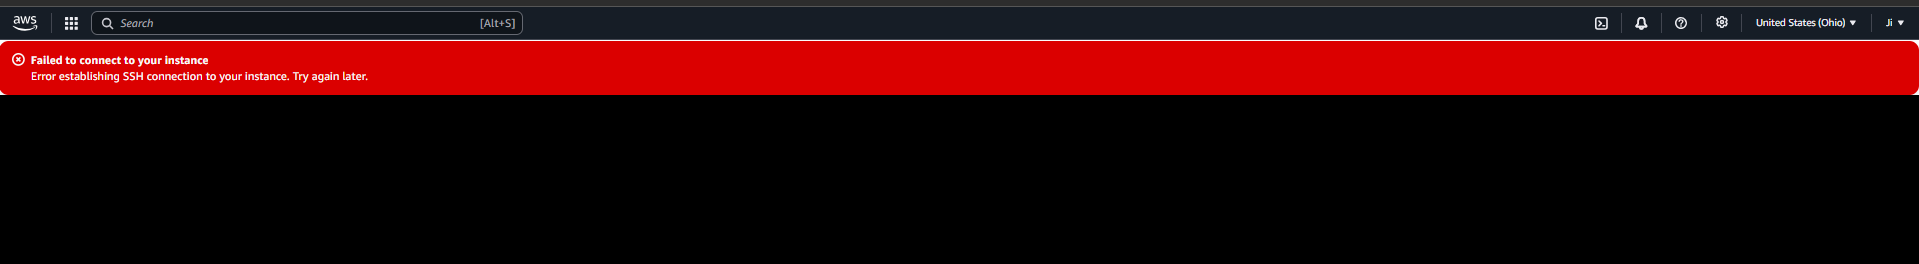 aws
Search [Alt+S]
United States (Ohio)
Ji
Failed to connect to your instance
Error establishing SSH connection to your instance. Try again later.